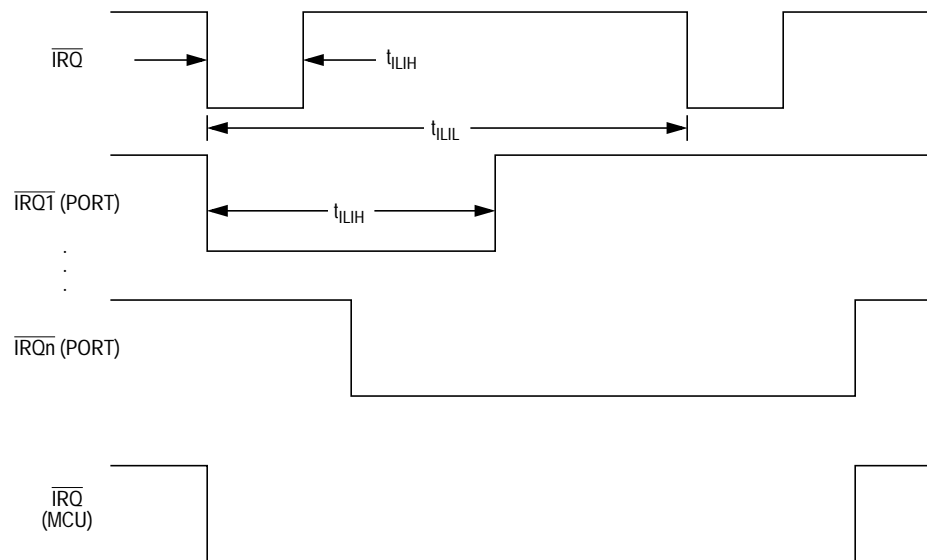 IRQ
tILIH
tILIL
IRQ1 (PORT)
tILIH
.
.
.
IRQn (PORT)
IRQ
(MCU)